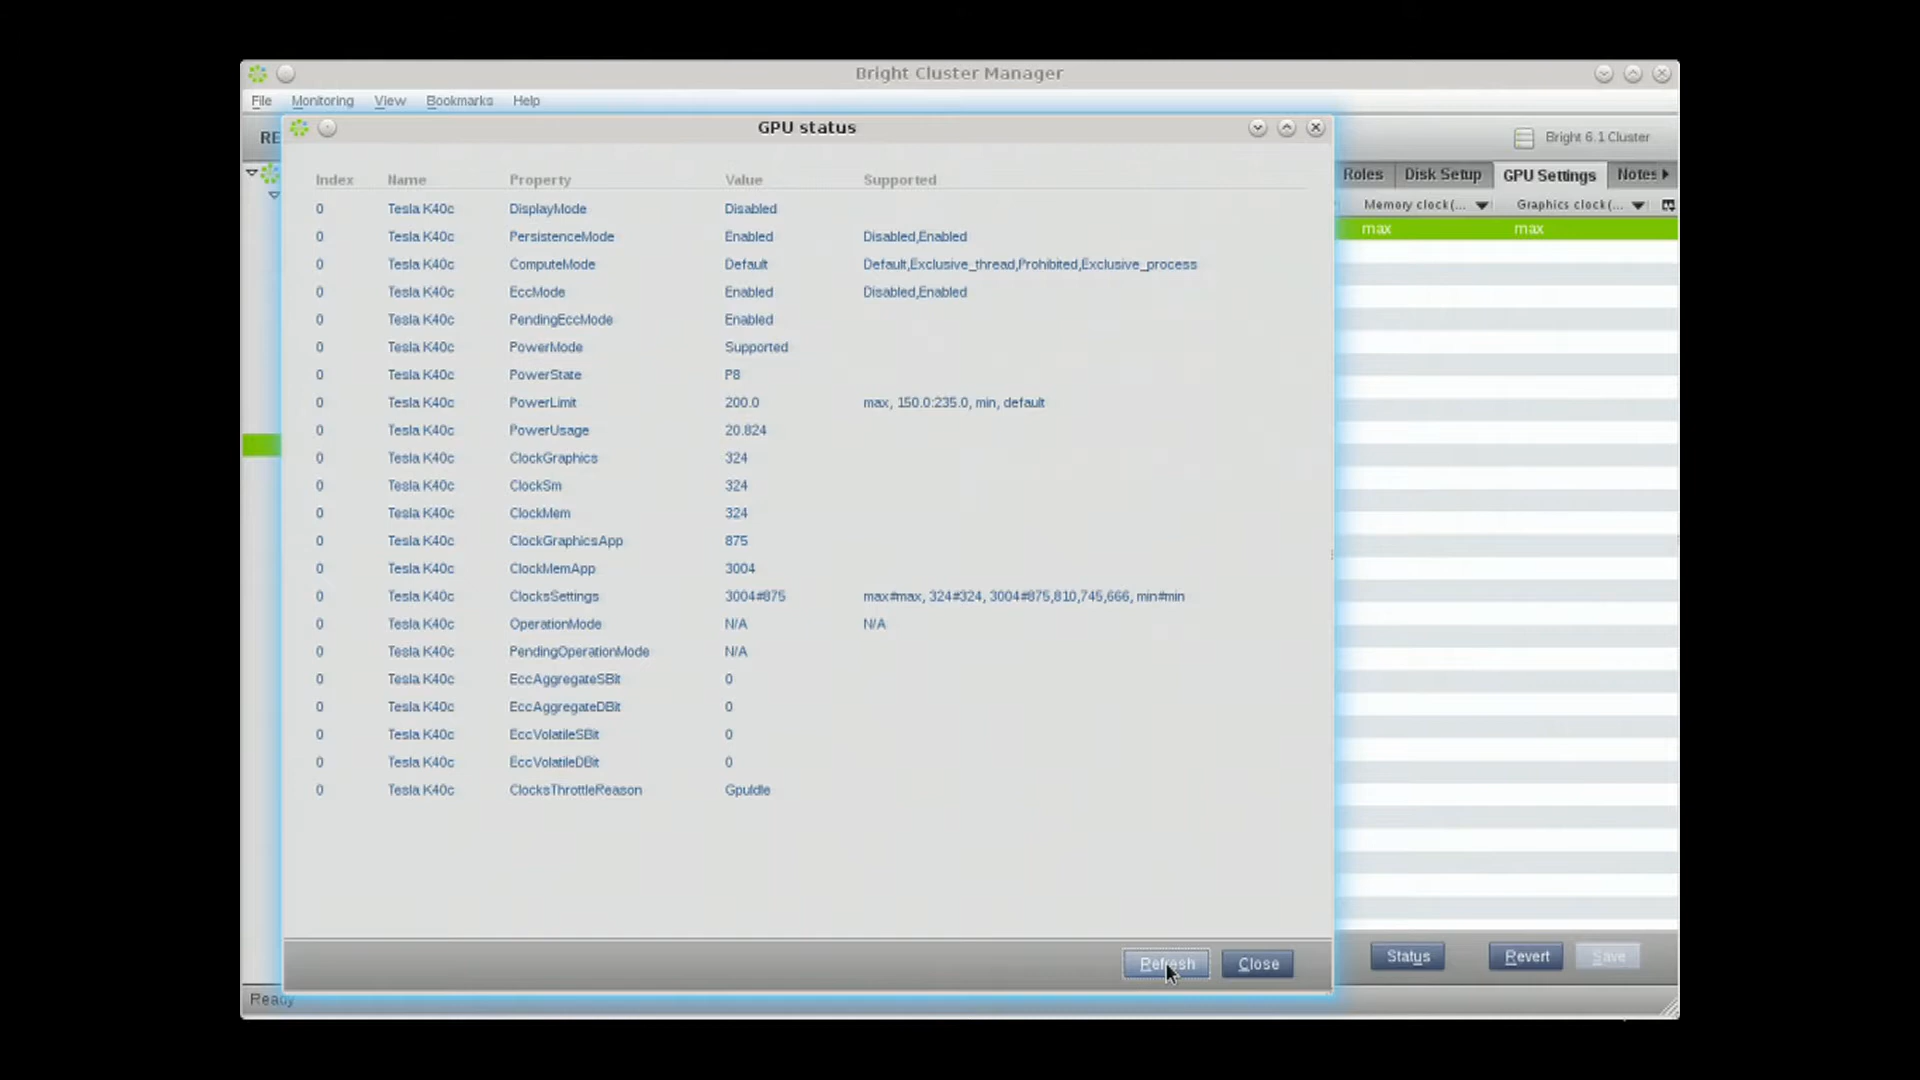 Bright Cluster Manager
File Monitoring View Bookmarks Help
RE
GPU status
Bright 6.1 Cluster
Roles Disk Setup GPU Settings Notes
Memory clock(... Graphics clock(...
max max
Index Name Property Value Supported
0 Tesla K40c DisplayMode Disabled
0 Tesla K40c PersistenceMode Enabled Disabled,Enabled
0 Tesla K40c ComputeMode Default Default,Exclusive_thread,Prohibited,Exclusive_process
0 Tesla K40c EccMode Enabled Disabled,Enabled
0 Tesla K40c PendingEccMode Enabled
0 Tesla K40c PowerMode Supported
0 Tesla K40c PowerState P8
0 Tesla K40c PowerLimit 200.0 max, 150.0:235.0, min, default
0 Tesla K40c PowerUsage 20.824
0 Tesla K40c ClockGraphics 324
0 Tesla K40c ClockSm 324
0 Tesla K40c ClockMem 324
0 Tesla K40c ClockGraphicsApp 875
0 Tesla K40c ClockMemApp 3004
0 Tesla K40c ClocksSettings 3004#875 max#max, 324#324, 3004#875,810,745,666, min#min
0 Tesla K40c OperationMode N/A N/A
0 Tesla K40c PendingOperationMode N/A
0 Tesla K40c EccAggregateSBit 0
0 Tesla K40c EccAggregateDBit 0
0 Tesla K40c EccVolatileSBit 0
0 Tesla K40c EccVolatileDBit 0
0 Tesla K40c ClocksThrottleReason GpuIdle
Refresh Close
Status Revert Save
Ready